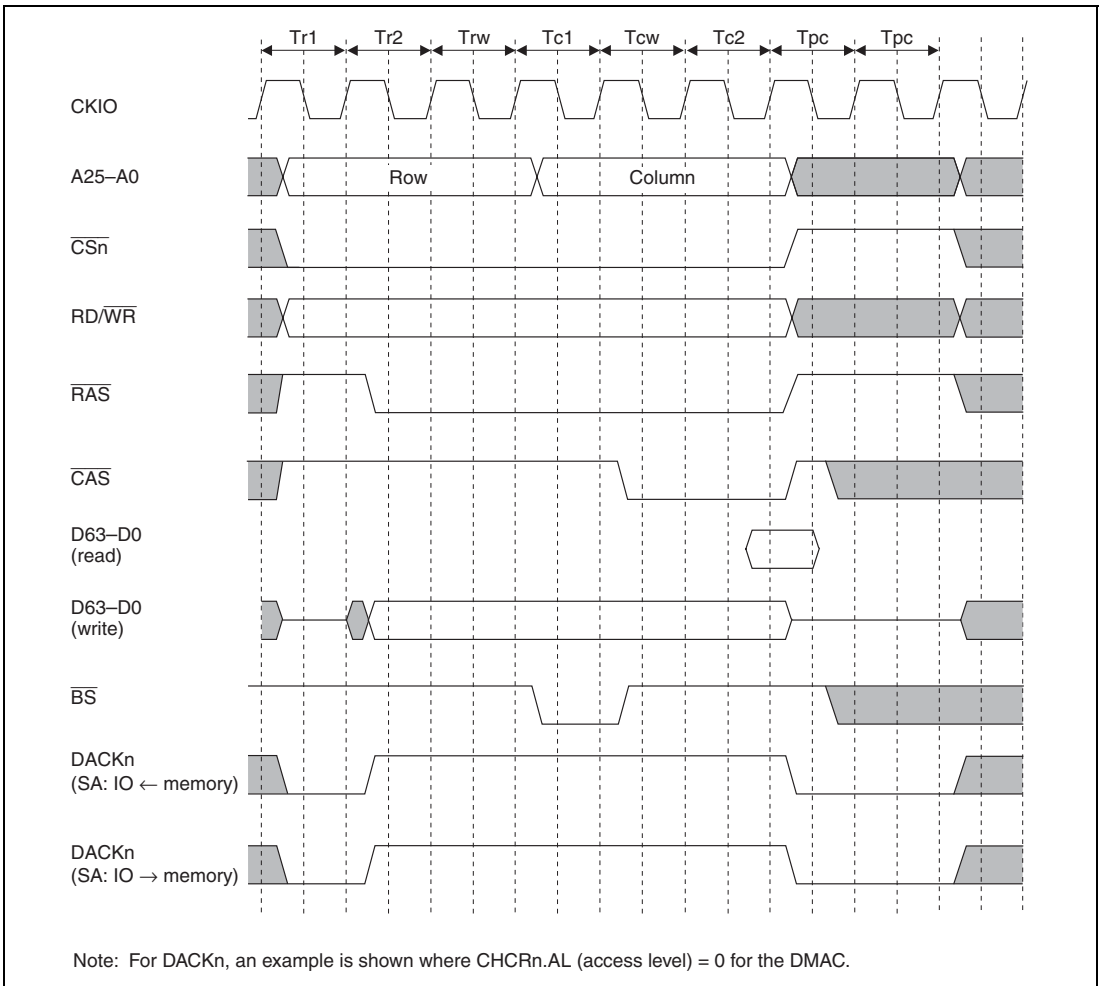 Tr1 Tr2 Trw Tc1 Tcw Tc2 Tpc Tpc
CKIO
A25–A0
Row Column
CSn
RD/WR
RAS
CAS
D63–D0
(read)
D63–D0
(write)
BS
DACKn
(SA: IO ← memory)
DACKn
(SA: IO → memory)
Note: For DACKn, an example is shown where CHCRn.AL (access level) = 0 for the DMAC.